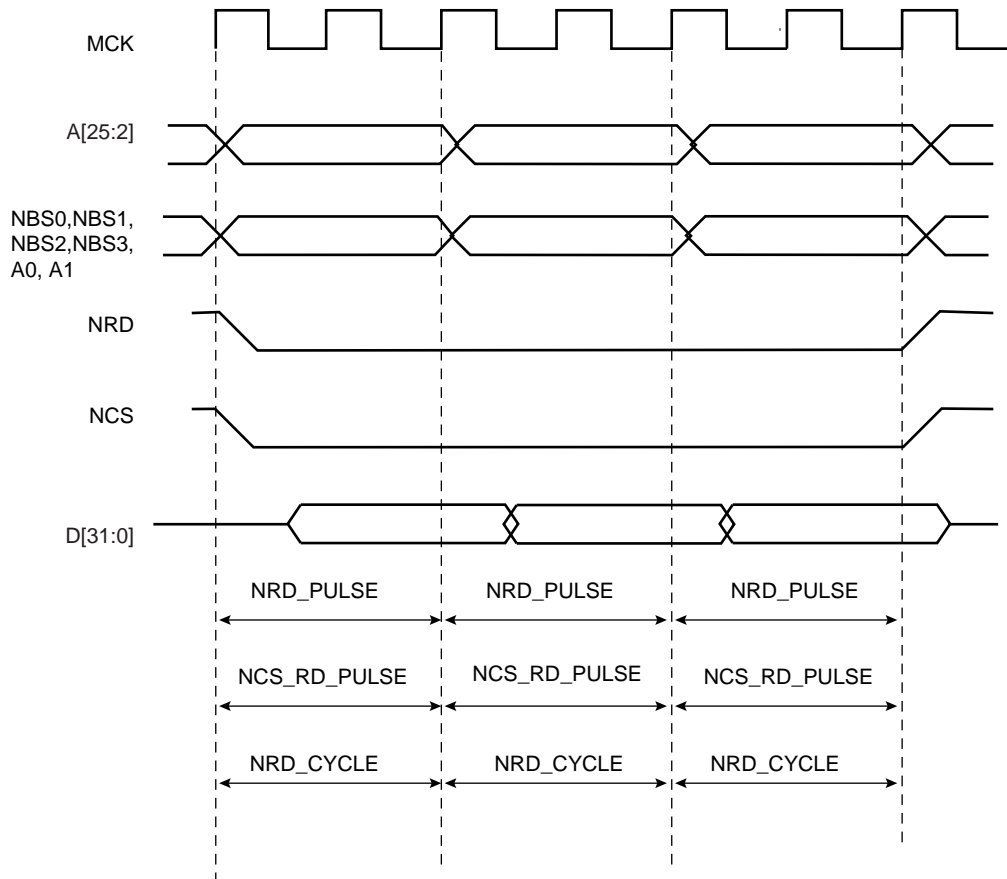 MCK
A[25:2]
NBS0,NBS1,
NBS2,NBS3,
A0, A1
NRD
NCS
D[31:0]
NRD_PULSE NRD_PULSE NRD_PULSE
NCS_RD_PULSE NCS_RD_PULSE NCS_RD_PULSE
NRD_CYCLE NRD_CYCLE NRD_CYCLE